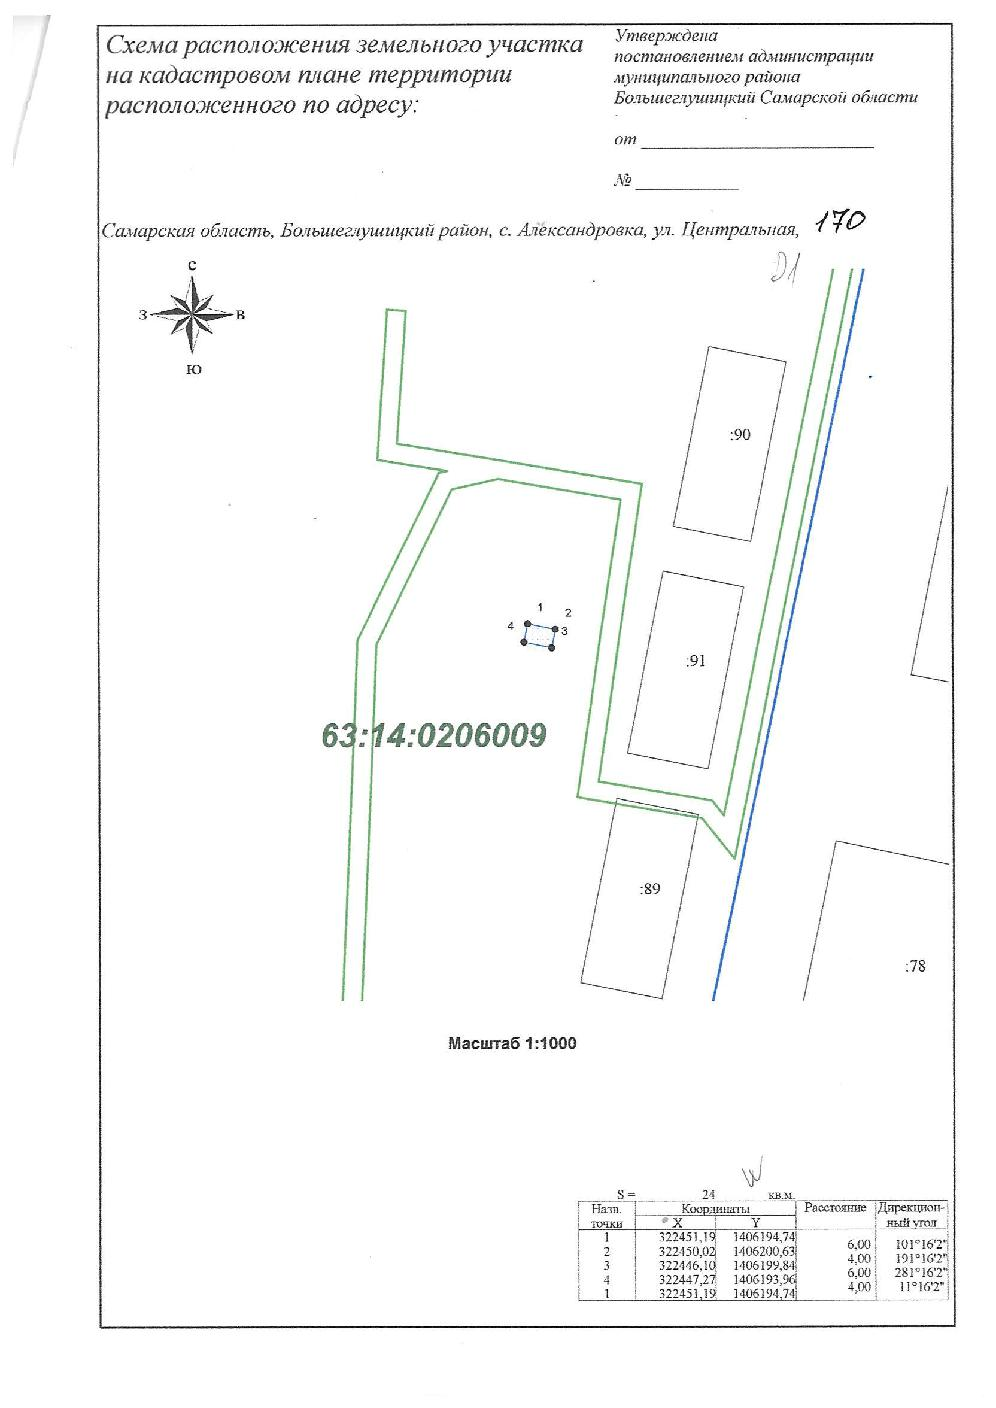 Схема расположения земельного участка
на кадастровом плане территории
расположенного по адресу:
Утверждена
постановлением администрации
муниципального района
Большеглушицкий Самарской области
от
№
Самарская область, Большеглушицкий район, с. Александровка, ул. Центральная, 170
С
З В
Ю
:90
1 2
4 3
:91
63:14:0206009
:89
:78
Масштаб 1:1000
S = 24 кв.м.
Назв. точки Координаты Расстояние Дирекцион-ный угол
X Y
1 322451,19 1406194,74
6,00 101°16'2"
2 322450,02 1406200,63
4,00 191°16'2"
3 322446,10 1406199,84
6,00 281°16'2"
4 322447,27 1406193,96
4,00 11°16'2"
1 322451,19 1406194,74